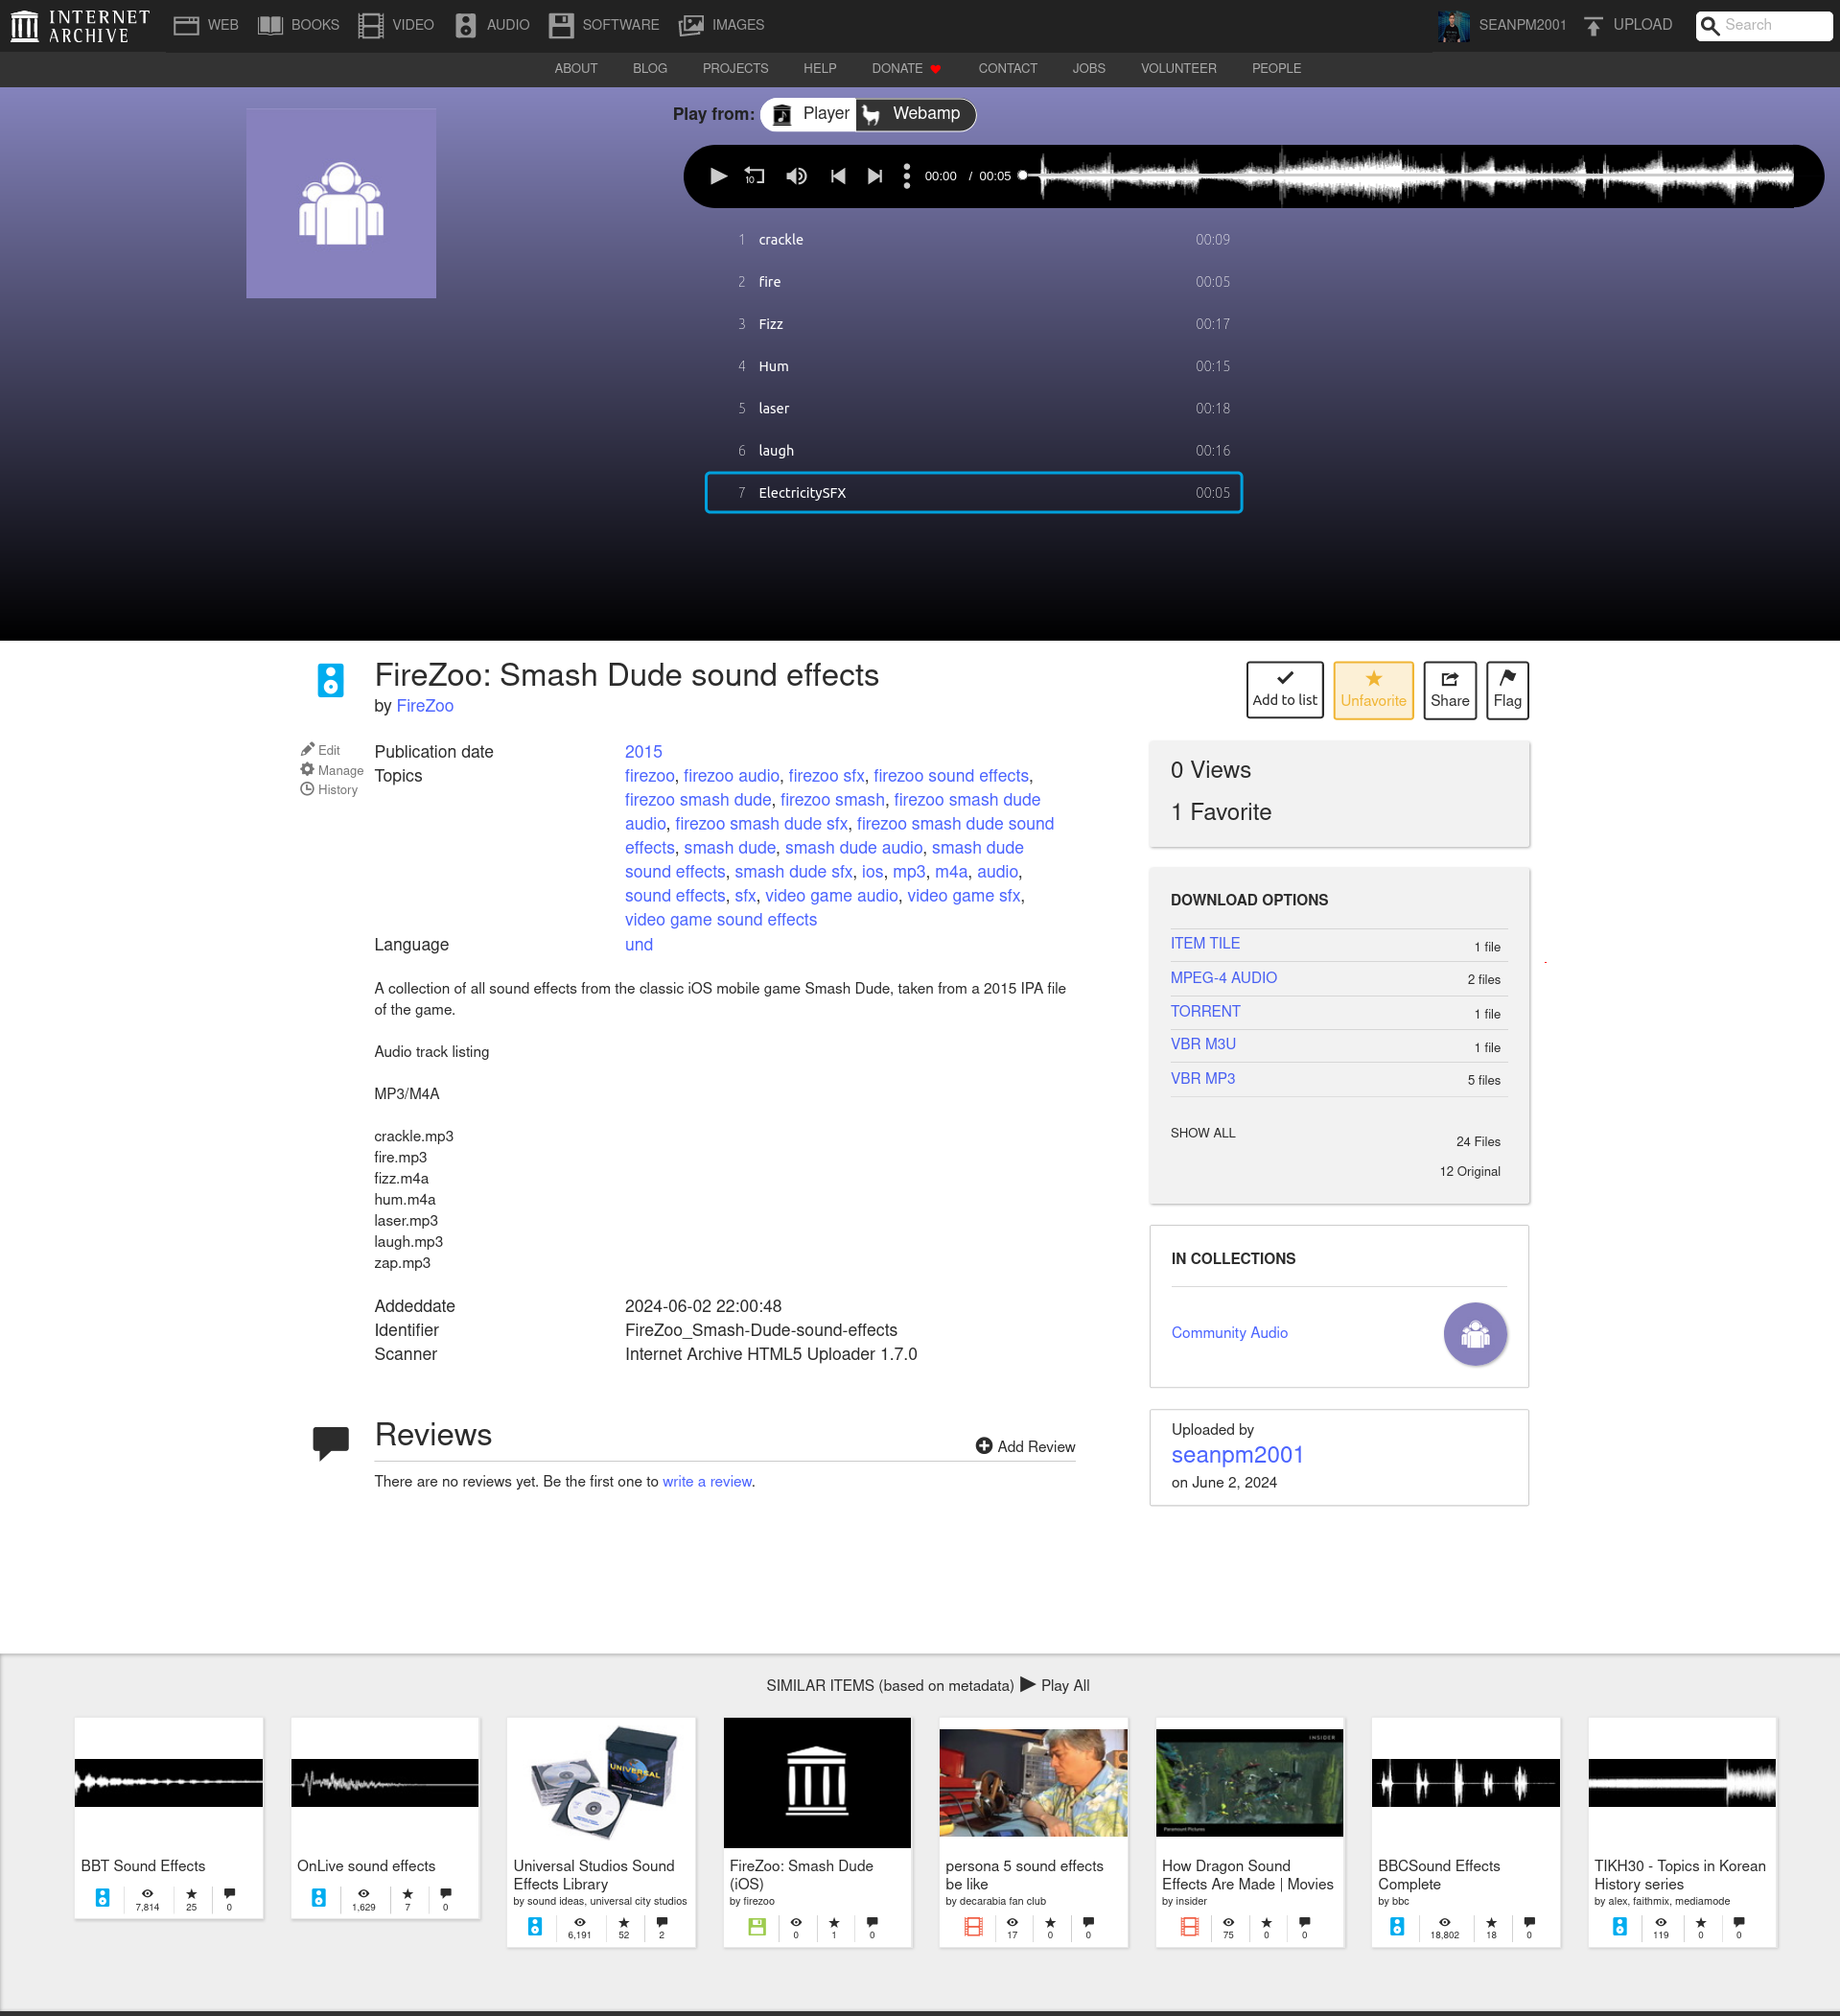 INTERNET ARCHIVE
WEB BOOKS VIDEO AUDIO SOFTWARE IMAGES SEANPM2001 UPLOAD Search
ABOUT BLOG PROJECTS HELP DONATE CONTACT JOBS VOLUNTEER PEOPLE
Play from: Player Webamp
10 00:00 / 00:05
1 crackle 00:09
2 fire 00:05
3 Fizz 00:17
4 Hum 00:15
5 laser 00:18
6 laugh 00:16
7 ElectricitySFX 00:05
FireZoo: Smash Dude sound effects
by FireZoo
Add to list Unfavorite Share Flag
Edit
Manage
History
Publication date 2015
Topics firezoo, firezoo audio, firezoo sfx, firezoo sound effects,
firezoo smash dude, firezoo smash, firezoo smash dude
audio, firezoo smash dude sfx, firezoo smash dude sound
effects, smash dude, smash dude audio, smash dude
sound effects, smash dude sfx, ios, mp3, m4a, audio,
sound effects, sfx, video game audio, video game sfx,
video game sound effects
Language und
A collection of all sound effects from the classic iOS mobile game Smash Dude, taken from a 2015 IPA file
of the game.
Audio track listing
MP3/M4A
crackle.mp3
fire.mp3
fizz.m4a
hum.m4a
laser.mp3
laugh.mp3
zap.mp3
Addeddate 2024-06-02 22:00:48
Identifier FireZoo_Smash-Dude-sound-effects
Scanner Internet Archive HTML5 Uploader 1.7.0
Reviews
Add Review
There are no reviews yet. Be the first one to write a review.
0 Views
1 Favorite
DOWNLOAD OPTIONS
ITEM TILE 1 file
MPEG-4 AUDIO 2 files
TORRENT 1 file
VBR M3U 1 file
VBR MP3 5 files
SHOW ALL 24 Files
12 Original
IN COLLECTIONS
Community Audio
Uploaded by
seanpm2001
on June 2, 2024
SIMILAR ITEMS (based on metadata) Play All
BBT Sound Effects
7,814 25 0
OnLive sound effects
1,629 7 0
UNIVERSAL
Universal Studios Sound
Effects Library
by sound ideas, universal city studios
6,191 52 2
FireZoo: Smash Dude
(iOS)
by firezoo
0 1 0
persona 5 sound effects
be like
by decarabia fan club
17 0 0
INSIDER
Paramount Pictures
How Dragon Sound
Effects Are Made | Movies
by insider
75 0 0
BBCSound Effects
Complete
by bbc
18,802 18 0
TIKH30 - Topics in Korean
History series
by alex, faithmix, mediamode
119 0 0